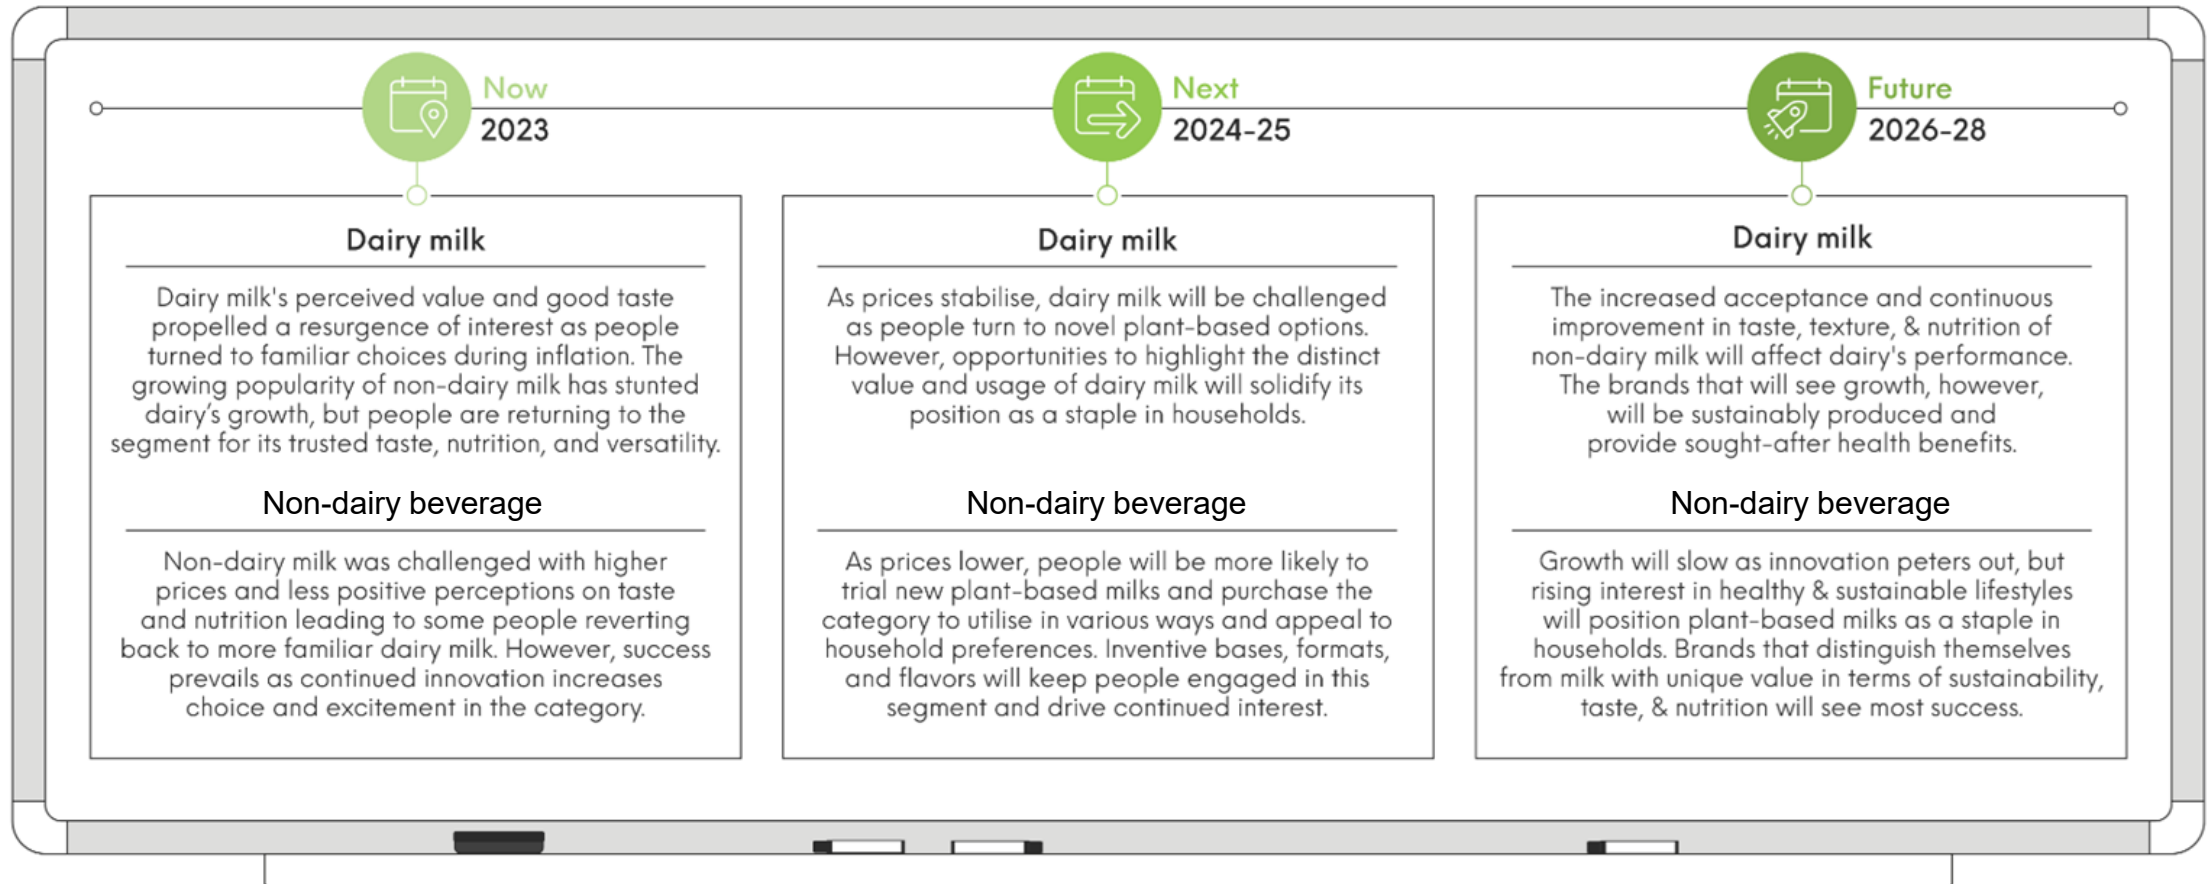 Now
2023
Next
2024-25
Future
2026-28
Dairy milk
Dairy milk's perceived value and good taste
propelled a resurgence of interest as people
turned to familiar choices during inflation. The
growing popularity of non-dairy milk has stunted
dairy's growth, but people are returning to the
segment for its trusted taste, nutrition, and versatility.
Non-dairy beverage
Non-dairy milk was challenged with higher
prices and less positive perceptions on taste
and nutrition leading to some people reverting
back to more familiar dairy milk. However, success
prevails as continued innovation increases
choice and excitement in the category.
Dairy milk
As prices stabilise, dairy milk will be challenged
as people turn to novel plant-based options.
However, opportunities to highlight the distinct
value and usage of dairy milk will solidify its
position as a staple in households.
Non-dairy beverage
As prices lower, people will be more likely to
trial new plant-based milks and purchase the
category to utilise in various ways and appeal to
household preferences. Inventive bases, formats,
and flavors will keep people engaged in this
segment and drive continued interest.
Dairy milk
The increased acceptance and continuous
improvement in taste, texture, & nutrition of
non-dairy milk will affect dairy's performance.
The brands that will see growth, however,
will be sustainably produced and
provide sought-after health benefits.
Non-dairy beverage
Growth will slow as innovation peters out, but
rising interest in healthy & sustainable lifestyles
will position plant-based milks as a staple in
households. Brands that distinguish themselves
from milk with unique value in terms of sustainability,
taste, & nutrition will see most success.